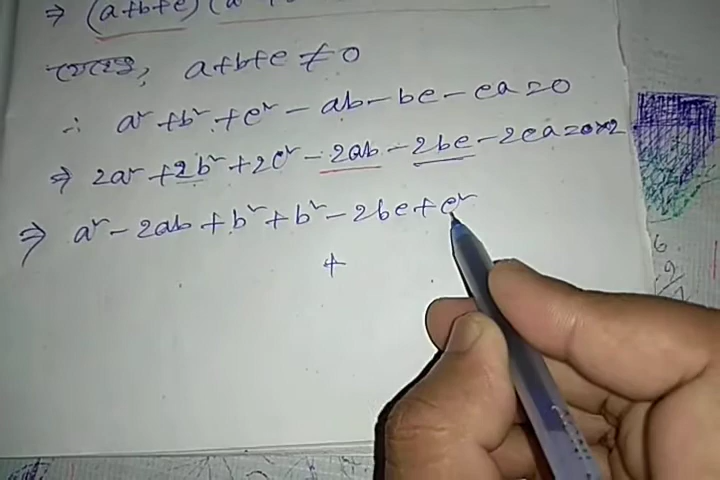 ⇒ (a+b+c)(a²
যেহেতু, a+b+c ≠ 0
∴ a² + b² + c² - ab - bc - ca = 0
⇒ 2a² + 2b² + 2c² - 2ab - 2bc - 2ca = 0×2
⇒ a² - 2ab + b² + b² - 2bc + c²
+